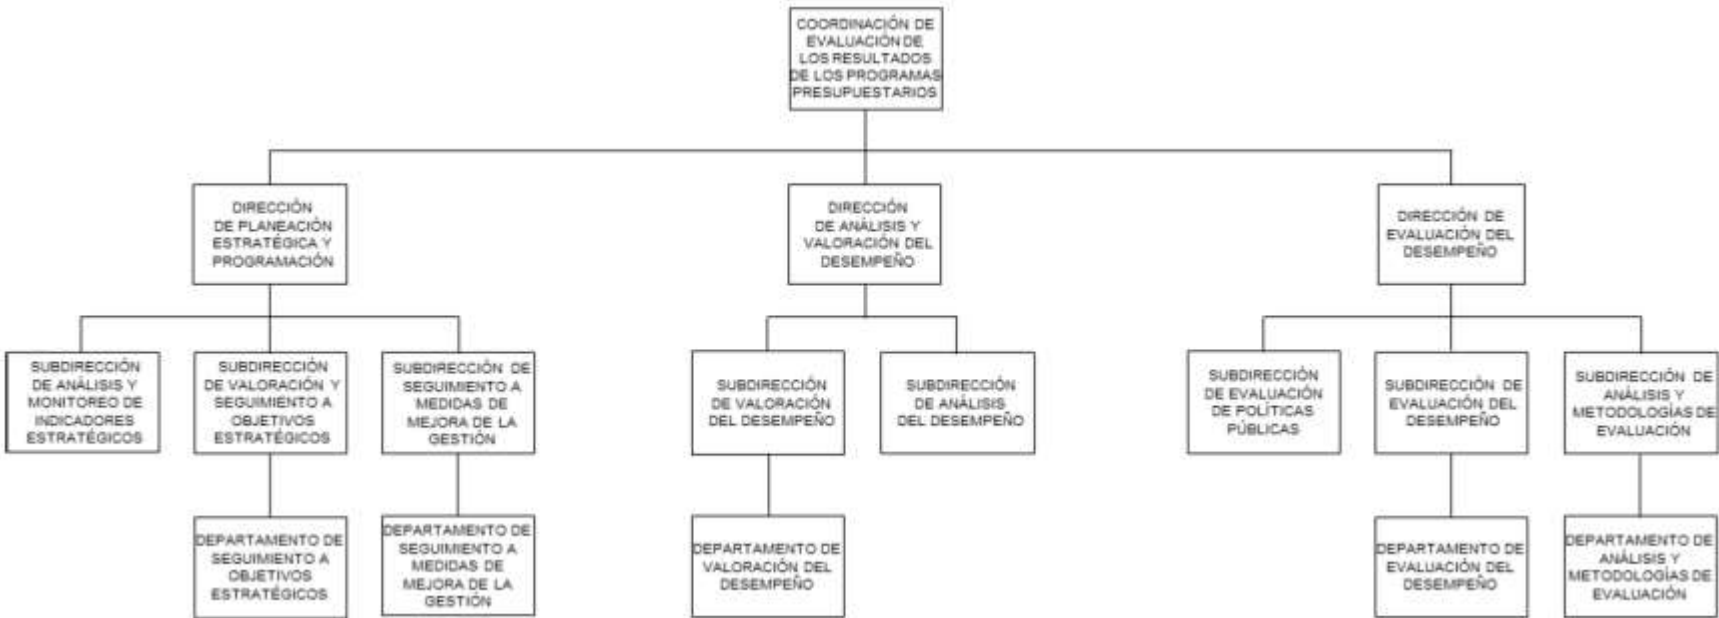 COORDINACIÓN DE
EVALUACIÓN DE
LOS RESULTADOS
DE LOS PROGRAMAS
PRESUPUESTARIOS
DIRECCIÓN
DE PLANEACIÓN
ESTRATÉGICA Y
PROGRAMACIÓN
DIRECCIÓN
DE ANÁLISIS Y
VALORACIÓN DEL
DESEMPEÑO
DIRECCIÓN DE
EVALUACIÓN DEL
DESEMPEÑO
SUBDIRECCIÓN
DE ANÁLISIS Y
MONITOREO DE
INDICADORES
ESTRATÉGICOS
SUBDIRECCIÓN
DE VALORACIÓN Y
SEGUIMIENTO A
OBJETIVOS
ESTRATÉGICOS
SUBDIRECCIÓN DE
SEGUIMIENTO A
MEDIDAS DE
MEJORA DE LA
GESTIÓN
SUBDIRECCIÓN
DE VALORACIÓN
DEL DESEMPEÑO
SUBDIRECCIÓN
DE ANÁLISIS
DEL DESEMPEÑO
SUBDIRECCIÓN
DE EVALUACIÓN
DE POLÍTICAS
PÚBLICAS
SUBDIRECCIÓN DE
EVALUACIÓN DEL
DESEMPEÑO
SUBDIRECCIÓN DE
ANÁLISIS Y
METODOLOGÍAS DE
EVALUACIÓN
DEPARTAMENTO DE
SEGUIMIENTO A
OBJETIVOS
ESTRATÉGICOS
DEPARTAMENTO DE
SEGUIMIENTO A
MEDIDAS DE
MEJORA DE LA
GESTIÓN
DEPARTAMENTO DE
VALORACIÓN DEL
DESEMPEÑO
DEPARTAMENTO DE
EVALUACIÓN DEL
DESEMPEÑO
DEPARTAMENTO DE
ANÁLISIS Y
METODOLOGÍAS DE
EVALUACIÓN